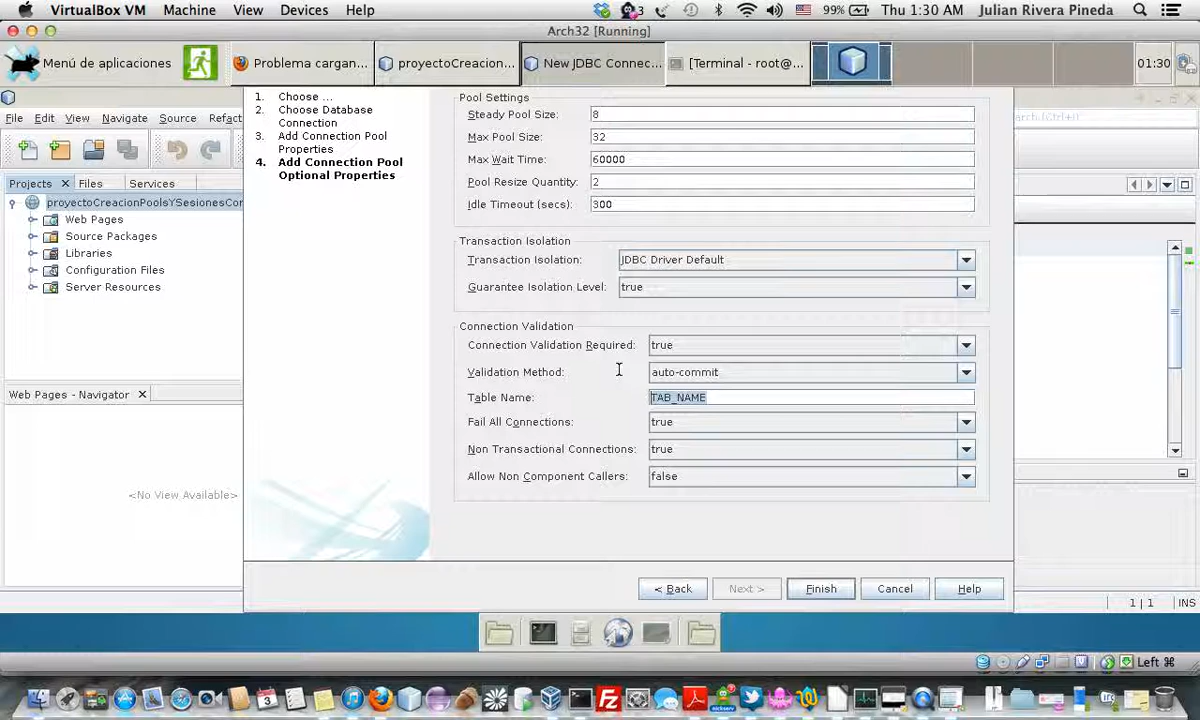 VirtualBox VM Machine View Devices Help 3 99% Thu 1:30 AM Julian Rivera Pineda
Arch32 [Running]
Menú de aplicaciones Problema cargan... proyectoCreacion... New JDBC Connec... [Terminal - root@... 01:30
File Edit View Navigate Source Refact
arch (Ctrl+I)
Projects Files Services
proyectoCreacionPoolsYSesionesCor
Web Pages
Source Packages
Libraries
Configuration Files
Server Resources
Web Pages - Navigator
<No View Available>
1. Choose ...
2. Choose Database
Connection
3. Add Connection Pool
Properties
4. Add Connection Pool
Optional Properties
Pool Settings
Steady Pool Size: 8
Max Pool Size: 32
Max Wait Time: 60000
Pool Resize Quantity: 2
Idle Timeout (secs): 300
Transaction Isolation
Transaction Isolation: JDBC Driver Default
Guarantee Isolation Level: true
Connection Validation
Connection Validation Required: true
Validation Method: auto-commit
Table Name: TAB_NAME
Fail All Connections: true
Non Transactional Connections: true
Allow Non Component Callers: false
< Back Next > Finish Cancel Help
1 | 1 INS
Left ⌘